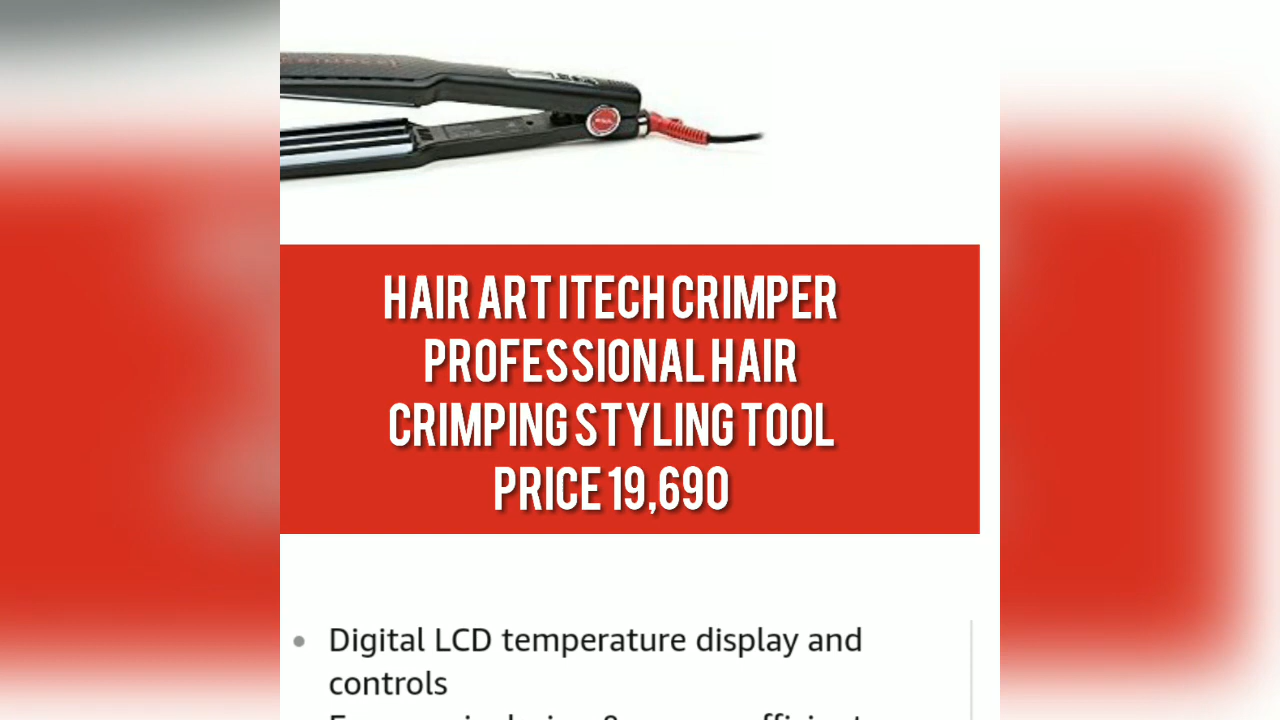 HAIR ART ITECH CRIMPER
PROFESSIONAL HAIR
CRIMPING STYLING TOOL
PRICE 19,690
Digital LCD temperature display and
controls